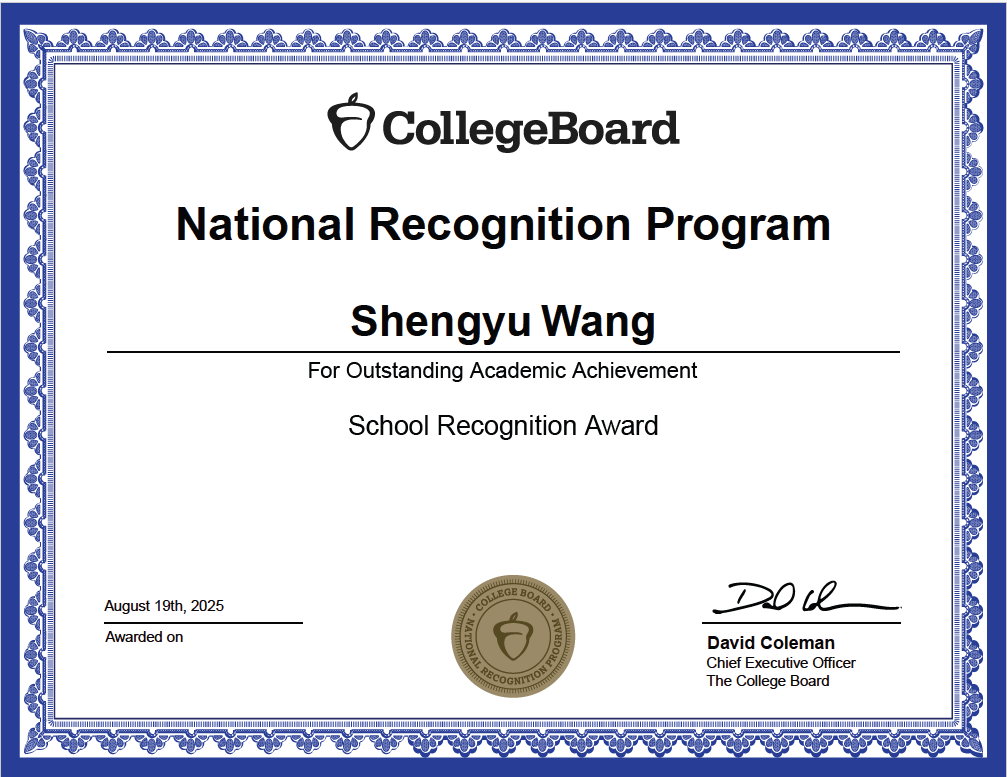 CollegeBoard
National Recognition Program
Shengyu Wang
For Outstanding Academic Achievement
School Recognition Award
August 19th, 2025
Awarded on
COLLEGE BOARD
NATIONAL RECOGNITION PROGRAM
David Coleman
Chief Executive Officer
The College Board